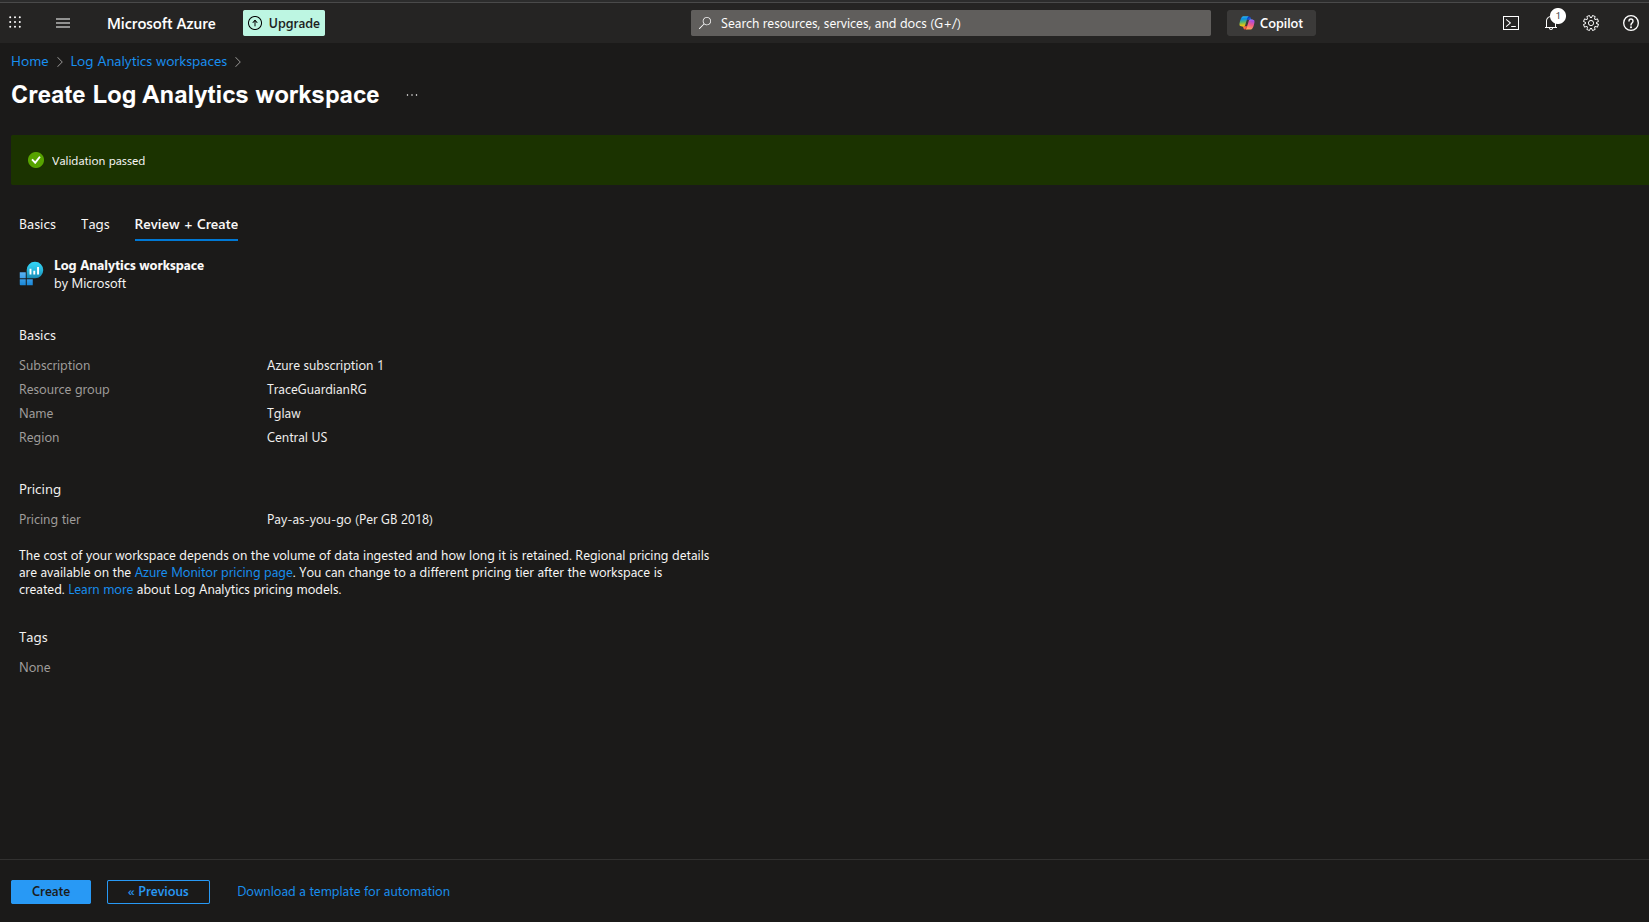 Microsoft Azure
Upgrade
Search resources, services, and docs (G+/)
Copilot
1
Home > Log Analytics workspaces >
Create Log Analytics workspace ...
Validation passed
Basics Tags Review + Create
Log Analytics workspace
by Microsoft
Basics
Subscription Azure subscription 1
Resource group TraceGuardianRG
Name Tglaw
Region Central US
Pricing
Pricing tier Pay-as-you-go (Per GB 2018)
The cost of your workspace depends on the volume of data ingested and how long it is retained. Regional pricing details
are available on the Azure Monitor pricing page. You can change to a different pricing tier after the workspace is
created. Learn more about Log Analytics pricing models.
Tags
None
Create
« Previous
Download a template for automation